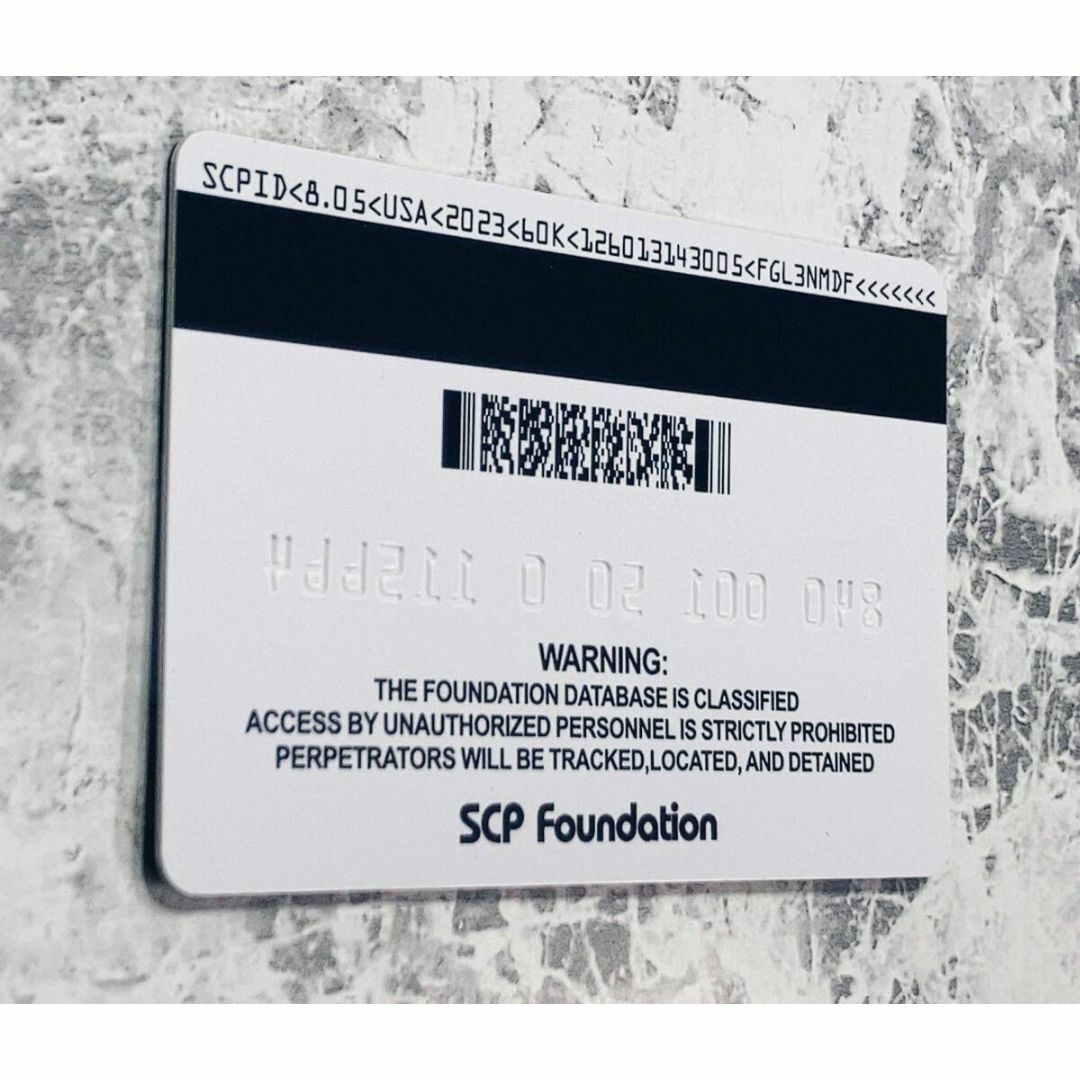 SCPID<8.05<USA<2023<60K<126013143005<FGL3NMDF<<<<<<<
WARNING:
THE FOUNDATION DATABASE IS CLASSIFIED
ACCESS BY UNAUTHORIZED PERSONNEL IS STRICTLY PROHIBITED
PERPETRATORS WILL BE TRACKED,LOCATED, AND DETAINED
SCP Foundation